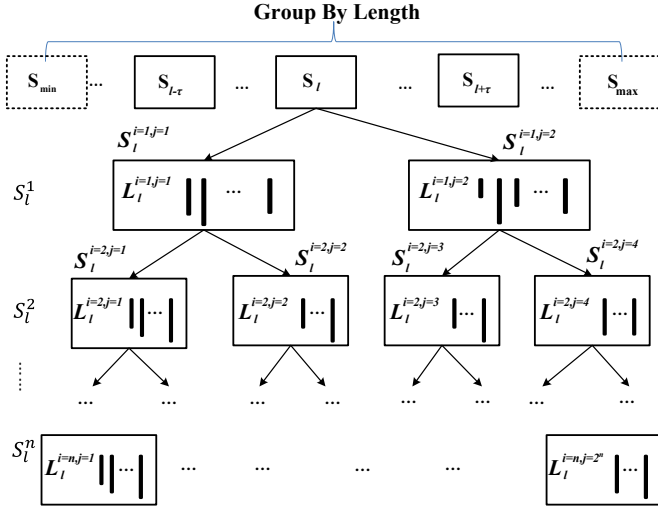 Group By Length
S_min ... S_{l-τ} ... S_l ... S_{l+τ} ... S_max
S_l^{i=1,j=1} S_l^{i=1,j=2}
S_l^1 L_l^{i=1,j=1} ... L_l^{i=1,j=2} ...
S_l^{i=2,j=1} S_l^{i=2,j=2} S_l^{i=2,j=3} S_l^{i=2,j=4}
S_l^2 L_l^{i=2,j=1} ... L_l^{i=2,j=2} ... L_l^{i=2,j=3} ... L_l^{i=2,j=4} ...
...... ... ... ... ... ... ... ... ...
S_l^n L_l^{i=n,j=1} ... ... ... ... ... L_l^{i=n,j=2^n} ...